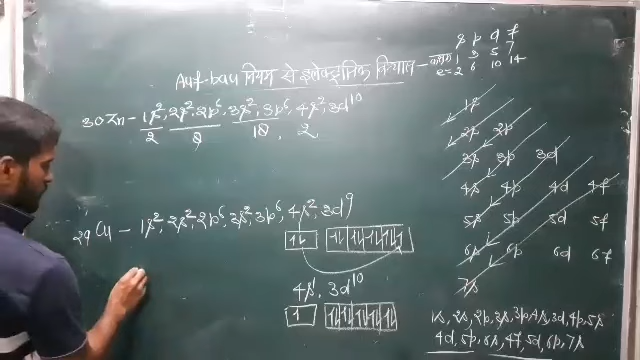 Auf-bau नियम से इलेक्ट्रॉनिक विन्यास -
s p d f
कक्षक 1 3 5 7
e=2 6 10 14
30 Zn - 1s², 2s², 2p⁶, 3s², 3p⁶, 4s², 3d¹⁰
2 8 18, 2
29 Cu - 1s², 2s², 2p⁶, 3s², 3p⁶, 4s², 3d⁹
4s¹, 3d¹⁰
1s
2s 2p
3s 3p 3d
4s 4p 4d 4f
5s 5p 5d 5f
6s 6p 6d 6f
7s
1s, 2s, 2p, 3s, 3p, 4s, 3d, 4p, 5s
4d, 5p, 6s, 4f, 5d, 6p, 7s